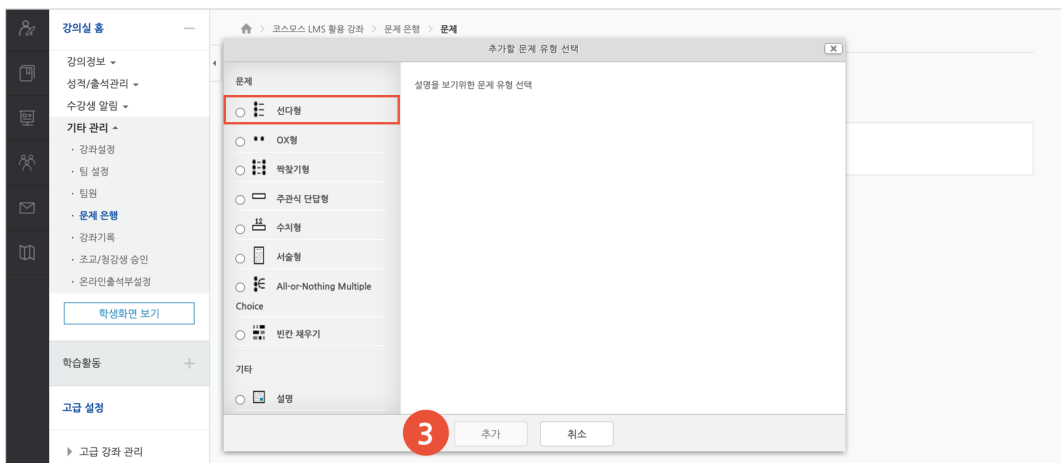 강의실 홈
강의정보
성적/출석관리
수강생 알림
기타 관리
· 강좌설정
· 팀 설정
· 팀원
· 문제 은행
· 강좌기록
· 조교/청강생 승인
· 온라인출석부설정
학생화면 보기
학습활동
고급 설정
고급 강좌 관리
코스모스 LMS 활용 강좌 > 문제 은행 > 문제
추가할 문제 유형 선택
문제
선다형
OX형
짝찾기형
주관식 단답형
12 수치형
서술형
All-or-Nothing Multiple
Choice
빈칸 채우기
기타
설명
설명을 보기위한 문제 유형 선택
3
추가
취소